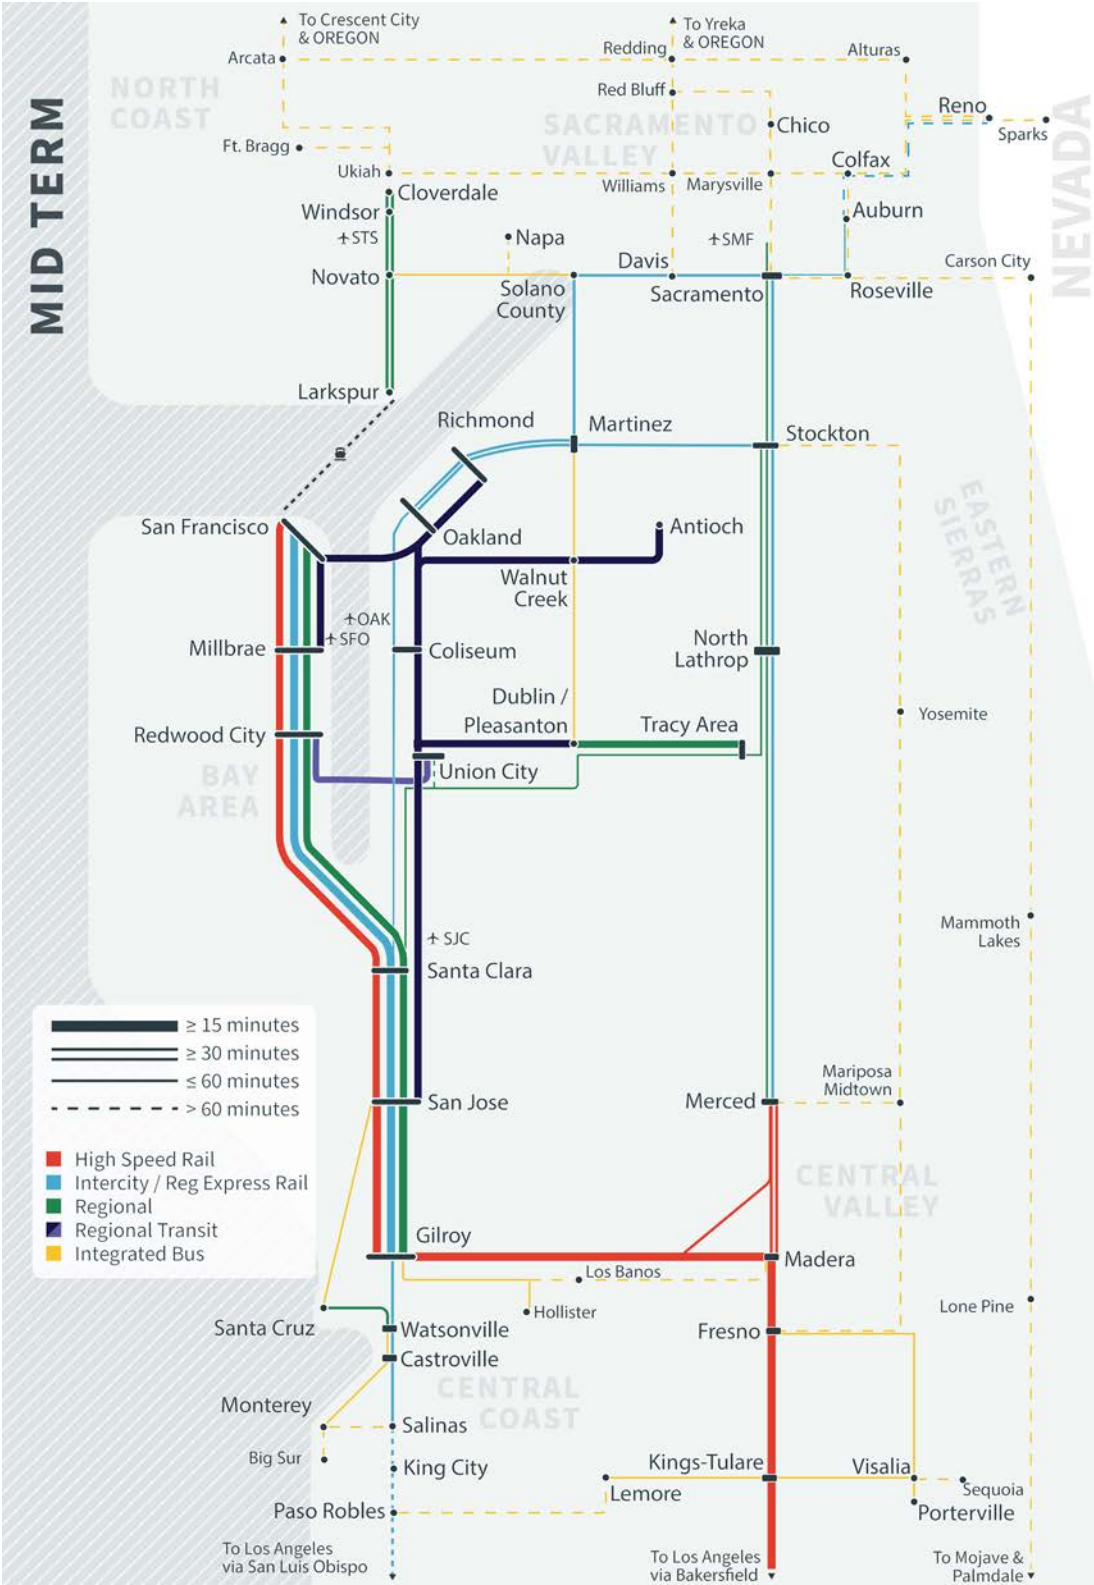 MID TERM
To Crescent City
& OREGON
To Yreka
& OREGON
Arcata
Redding
Alturas
NORTH
COAST
Red Bluff
Reno
Sparks
SACRAMENTO
VALLEY
Chico
NEVADA
Ft. Bragg
Ukiah
Williams
Marysville
Colfax
Cloverdale
Windsor
STS
Napa
SMF
Auburn
Novato
Solano
County
Davis
Sacramento
Roseville
Carson City
Larkspur
Richmond
Martinez
Stockton
EASTERN
SIERRAS
San Francisco
Oakland
Antioch
Walnut
Creek
OAK
SFO
Millbrae
Coliseum
North
Lathrop
Dublin /
Pleasanton
Tracy Area
Yosemite
Redwood City
Union City
BAY
AREA
SJC
Mammoth
Lakes
Santa Clara
≥ 15 minutes
≥ 30 minutes
≤ 60 minutes
> 60 minutes
High Speed Rail
Intercity / Reg Express Rail
Regional
Regional Transit
Integrated Bus
San Jose
Merced
Mariposa
Midtown
CENTRAL
VALLEY
Gilroy
Madera
Los Banos
Hollister
Lone Pine
Santa Cruz
Watsonville
Fresno
Castroville
CENTRAL
COAST
Monterey
Salinas
Big Sur
King City
Kings-Tulare
Visalia
Lemore
Sequoia
Porterville
Paso Robles
To Los Angeles
via San Luis Obispo
To Los Angeles
via Bakersfield
To Mojave &
Palmdale